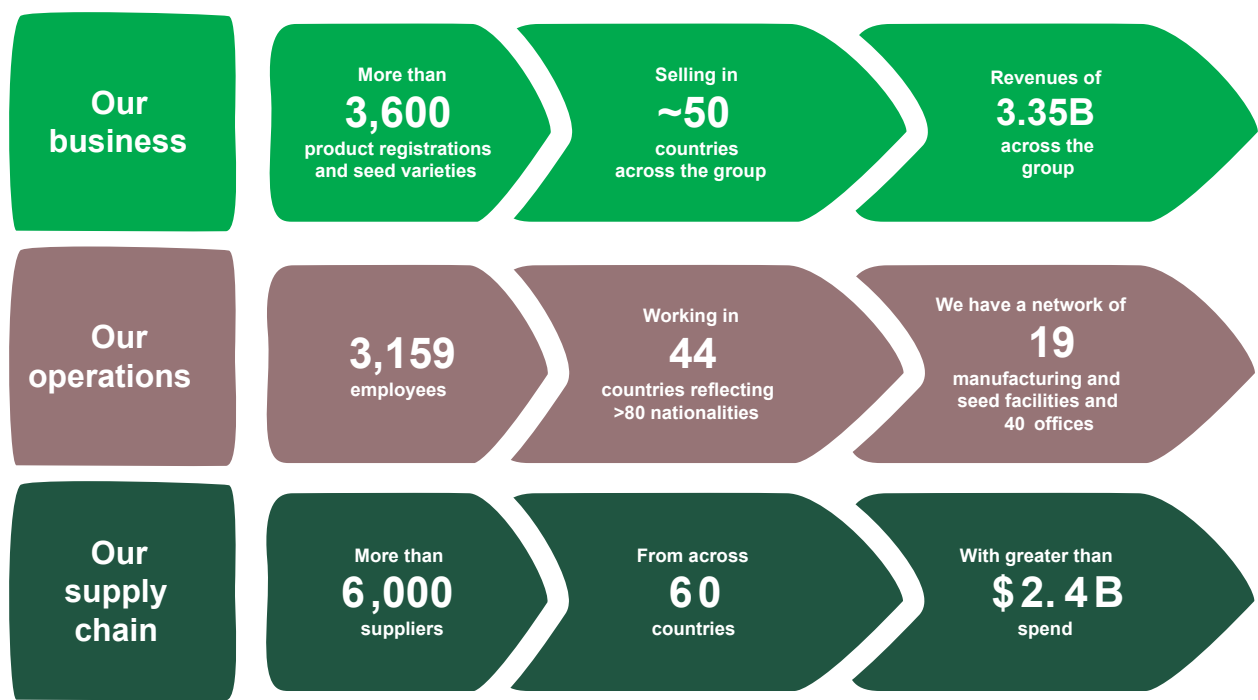 Our
business
More than
3,600
product registrations
and seed varieties
Selling in
~50
countries
across the group
Revenues of
3.35B
across the
group
Our
operations
3,159
employees
Working in
44
countries reflecting
>80 nationalities
We have a network of
19
manufacturing and
seed facilities and
40 offices
Our
supply
chain
More than
6,000
suppliers
From across
60
countries
With greater than
$2.4B
spend